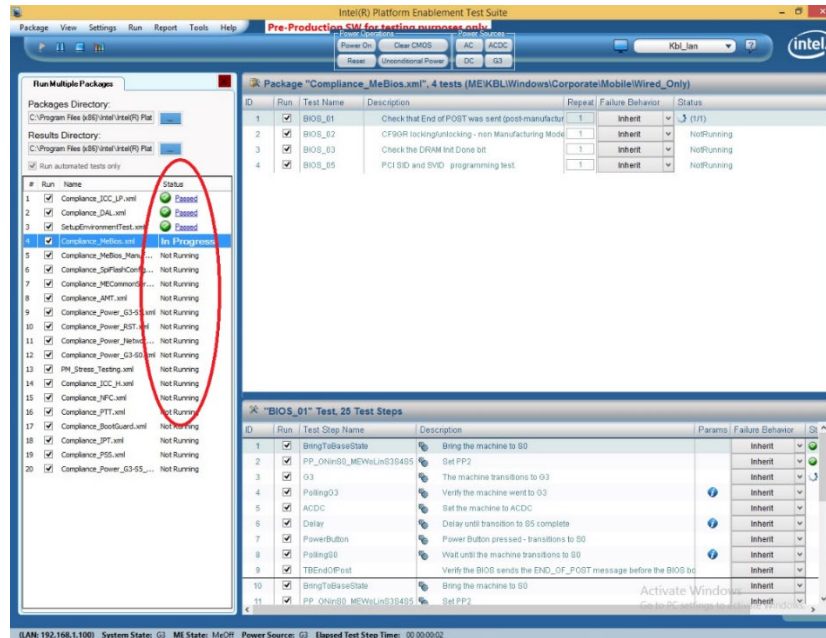 Intel(R) Platform Enablement Test Suite
Package View Settings Run Report Tools Help
Pre-Production SW for testing purposes only
Power Operations Power Sources
Power On Clear CMOS AC ACDC
Reset Unconditional Power DC G3
Kbl_lan
intel
Run Multiple Packages
Packages Directory:
C:\Program Files (x86)\Intel\Intel(R) Plat ...
Results Directory:
C:\Program Files (x86)\Intel\Intel(R) Plat ...
Run automated tests only
# Run Name Status
1 Compliance_ICC_LP.xml Passed
2 Compliance_DAL.xml Passed
3 SetupEnvironmentTest.xml Passed
4 Compliance_MeBios.xml In Progress
5 Compliance_MeBios_Manuf... Not Running
6 Compliance_SpiFlashConfig... Not Running
7 Compliance_MECommonSer... Not Running
8 Compliance_AMT.xml Not Running
9 Compliance_Power_G3-S5.xml Not Running
10 Compliance_Power_RST.xml Not Running
11 Compliance_Power_Netwo... Not Running
12 Compliance_Power_G3-S0.xml Not Running
13 PM_Stress_Testing.xml Not Running
14 Compliance_ICC_H.xml Not Running
15 Compliance_NFC.xml Not Running
16 Compliance_PTT.xml Not Running
17 Compliance_BootGuard.xml Not Running
18 Compliance_IPT.xml Not Running
19 Compliance_PSS.xml Not Running
20 Compliance_Power_G3-S5_... Not Running
Package "Compliance_MeBios.xml", 4 tests (ME\KBL\Windows\Corporate\Mobile\Wired_Only)
ID Run Test Name Description Repeat Failure Behavior Status
1 BIOS_01 Check that End of POST was sent (post-manufactur 1 Inherit (1/1)
2 BIOS_02 CF9GR locking/unlocking - non Manufacturing Mode 1 Inherit NotRunning
3 BIOS_03 Check the DRAM Init Done bit 1 Inherit NotRunning
4 BIOS_05 PCI SID and SVID programming test. 1 Inherit NotRunning
"BIOS_01" Test, 25 Test Steps
ID Run Test Step Name Description Params Failure Behavior St
1 BringToBaseState Bring the machine to S0 Inherit
2 PP_ONinS0_MEWoLinS3S4S5 Set PP2 Inherit
3 G3 The machine transitions to G3 Inherit
4 PollingG3 Verify the machine went to G3 Inherit
5 ACDC Set the machine to ACDC Inherit
6 Delay Delay until transition to S5 complete Inherit
7 PowerButton Power Button pressed - transitions to S0 Inherit
8 PollingS0 Wait until the machine transitions to S0 Inherit
9 TBEndOfPost Verify the BIOS sends the END_OF_POST message before the BIOS bo Inherit
10 BringToBaseState Bring the machine to S0 Inherit
11 PP_ONinS0_MEWoLinS3S4S5 Set PP2 Inherit
Activate Windows
Go to PC settings to activate Windows.
(LAN: 192.168.1.100) System State: G3 ME State: MeOff Power Source: G3 Elapsed Test Step Time: 00:00:00:02